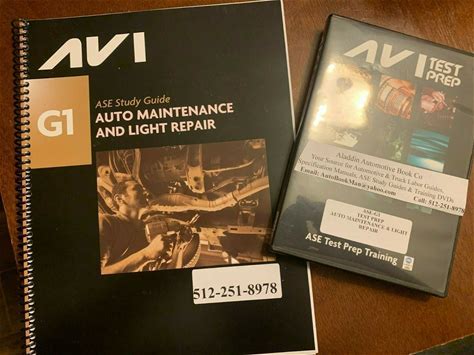 AVI
G1
ASE Study Guide
AUTO MAINTENANCE
AND LIGHT REPAIR
512-251-8978
AVI TEST
PREP
Aladdin Automotive Book Co
Your Source for Automotive & Truck Labor Guides,
Specification Manuals, ASE Study Guides & Training DVDs
Email: AutoBookMan@yahoo.com Call: 512-251-8978
ASE-G1
TEST PREP
AUTO MAINTENANCE & LIGHT
REPAIR
ASE Test Prep Training